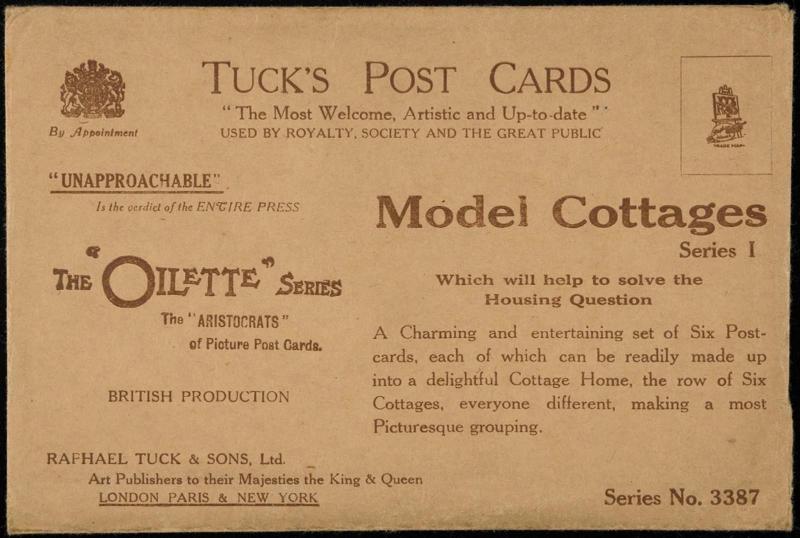 TUCK'S POST CARDS
"The Most Welcome, Artistic and Up-to-date"
USED BY ROYALTY, SOCIETY AND THE GREAT PUBLIC
By Appointment
TRADE MARK
"UNAPPROACHABLE"
Is the verdict of the ENTIRE PRESS
THE "OILETTE" SERIES
The "ARISTOCRATS"
of Picture Post Cards.
BRITISH PRODUCTION
RAPHAEL TUCK & SONS, Ltd.
Art Publishers to their Majesties the King & Queen
LONDON PARIS & NEW YORK
Model Cottages
Series I
Which will help to solve the
Housing Question
A Charming and entertaining set of Six Post-
cards, each of which can be readily made up
into a delightful Cottage Home, the row of Six
Cottages, everyone different, making a most
Picturesque grouping.
Series No. 3387